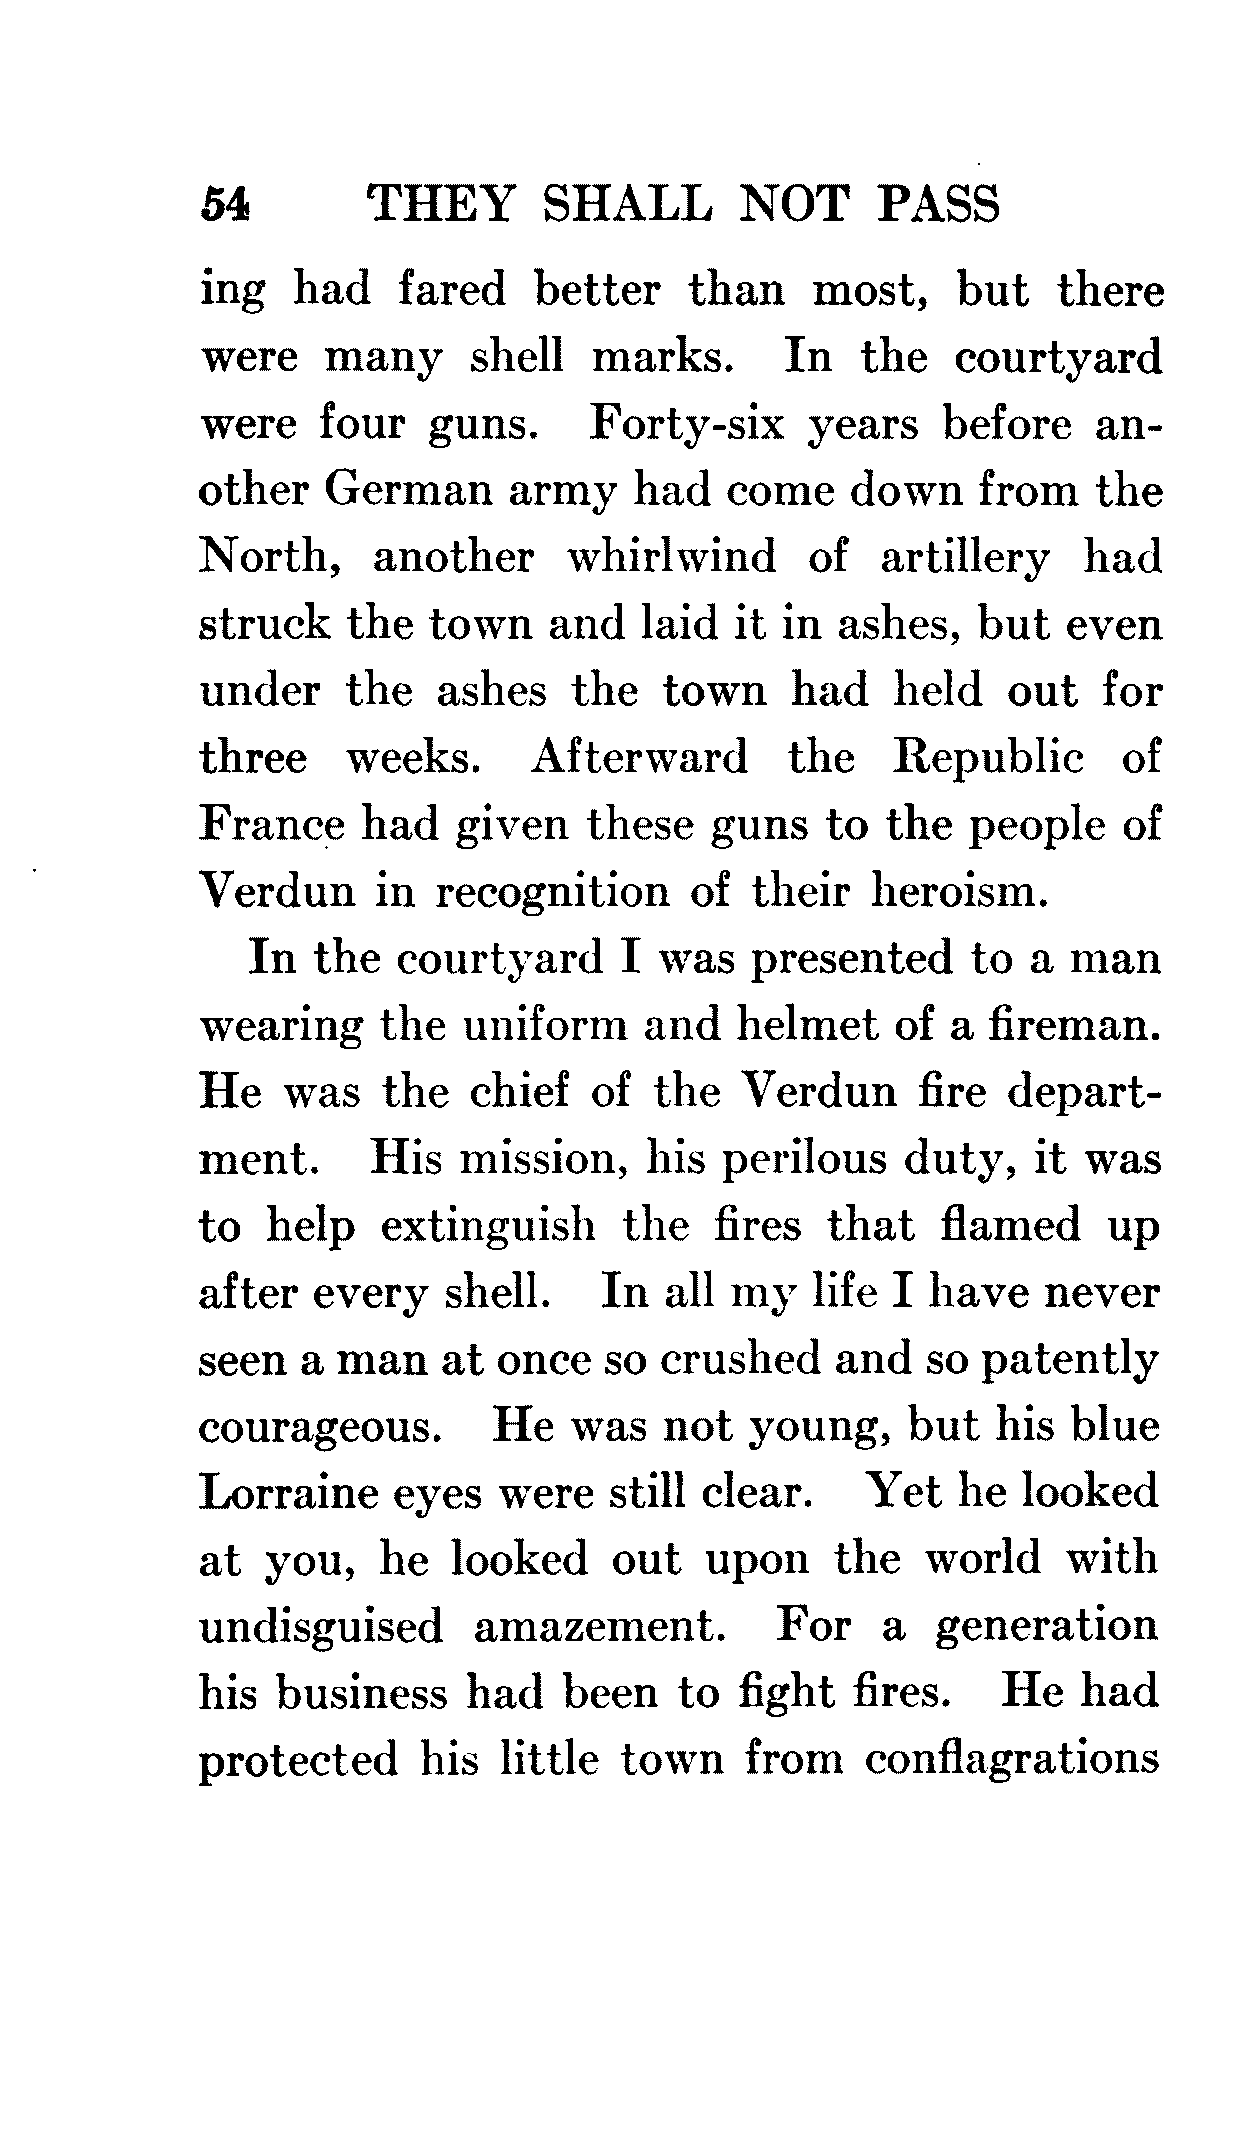 54 THEY SHALL NOT PASS
ing had fared better than most, but there
were many shell marks. In the courtyard
were four guns. Forty-six years before an-
other German army had come down from the
North, another whirlwind of artillery had
struck the town and laid it in ashes, but even
under the ashes the town had held out for
three weeks. Afterward the Republic of
France had given these guns to the people of
Verdun in recognition of their heroism.
In the courtyard I was presented to a man
wearing the uniform and helmet of a fireman.
He was the chief of the Verdun fire depart-
ment. His mission, his perilous duty, it was
to help extinguish the fires that flamed up
after every shell. In all my life I have never
seen a man at once so crushed and so patently
courageous. He was not young, but his blue
Lorraine eyes were still clear. Yet he looked
at you, he looked out upon the world with
undisguised amazement. For a generation
his business had been to fight fires. He had
protected his little town from conflagrations